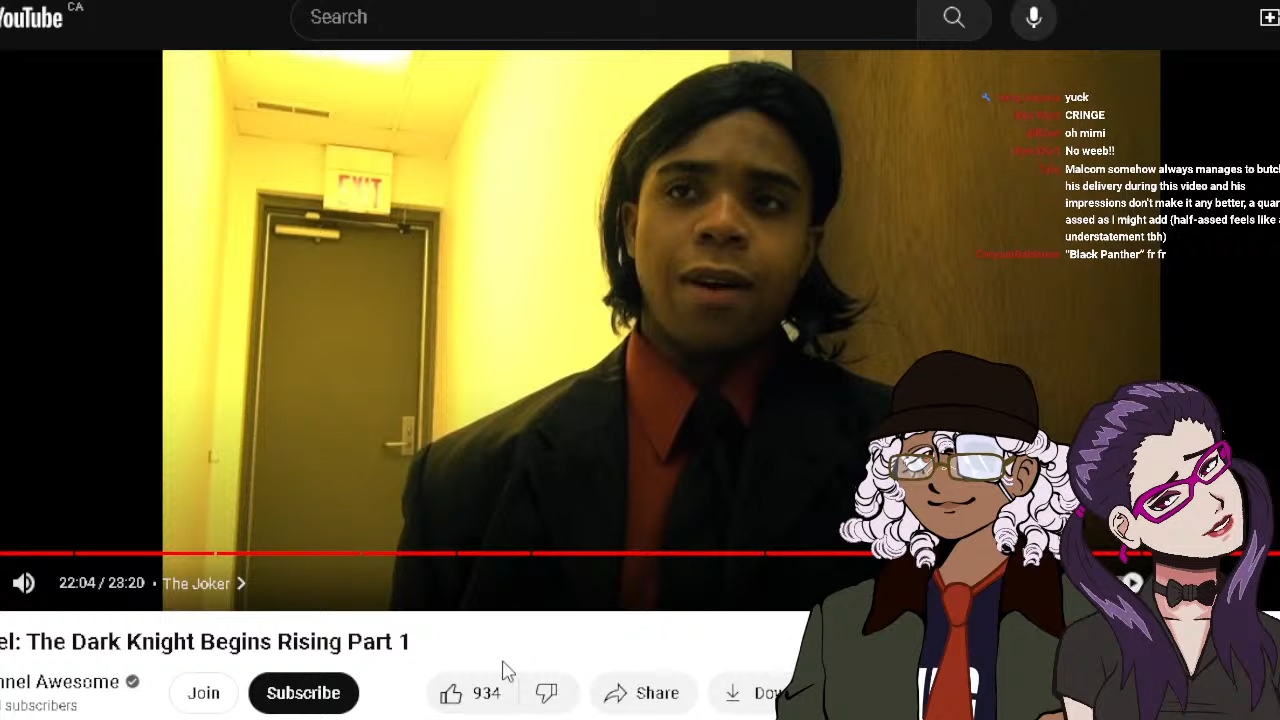 YouTube
CA
Search
yuck
CRINGE
oh mimi
No weeb!!
Malcom somehow always manages to butch
his delivery during this video and his
impressions don't make it any better, a quar
assed as I might add (half-assed feels like
understatement tbh)
"Black Panther" fr fr
EXIT
22:04 / 23:20 • The Joker >
el: The Dark Knight Begins Rising Part 1
nnel Awesome
Join
Subscribe
934
Share
Dow
subscribers